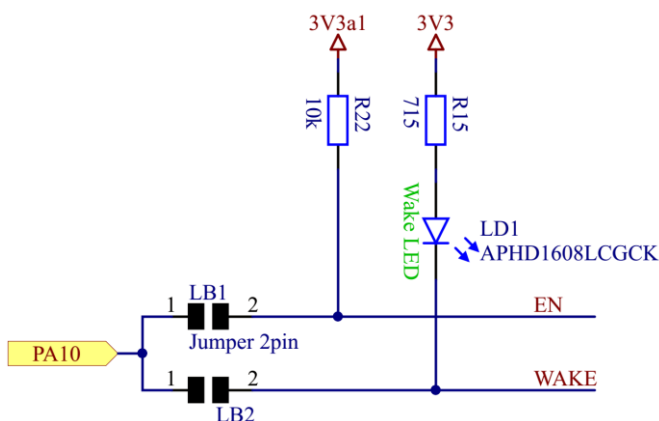 3V3a1
3V3
R22
10k
R15
715
Wake LED
LD1
APHD1608LCGCK
1
LB1
2
EN
Jumper 2pin
PA10
1
2
WAKE
LB2